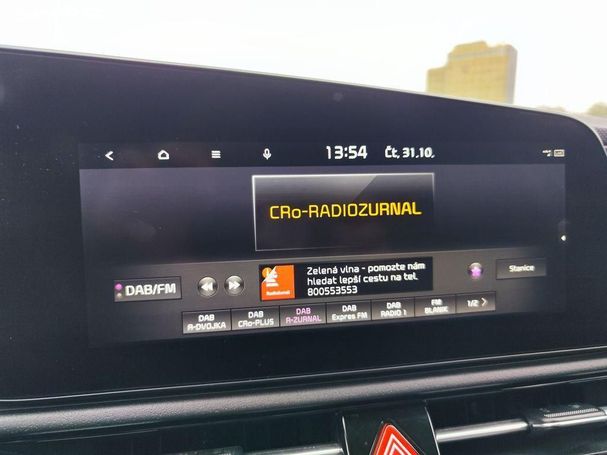 13:54 Čt, 31.10.
CRo-RADIOZURNAL
DAB/FM
Radiožurnál
Zelená vlna - pomozte nám
hledat lepší cestu na tel.
800553553
Stanice
DAB
R-DVOJKA
DAB
CRo-PLUS
DAB
R-ZURNAL
DAB
Expres FM
DAB
RADIO 1
FM
BLANIK
1/2